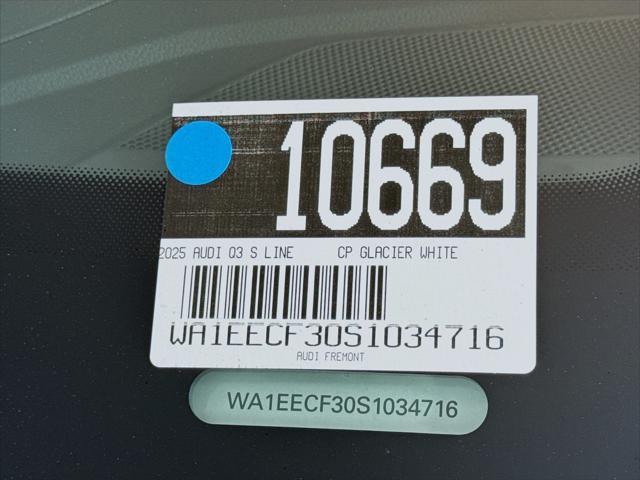 10669
2025 AUDI Q3 S LINE CP GLACIER WHITE
WA1EECF30S1034716
AUDI FREMONT
WA1EECF30S1034716